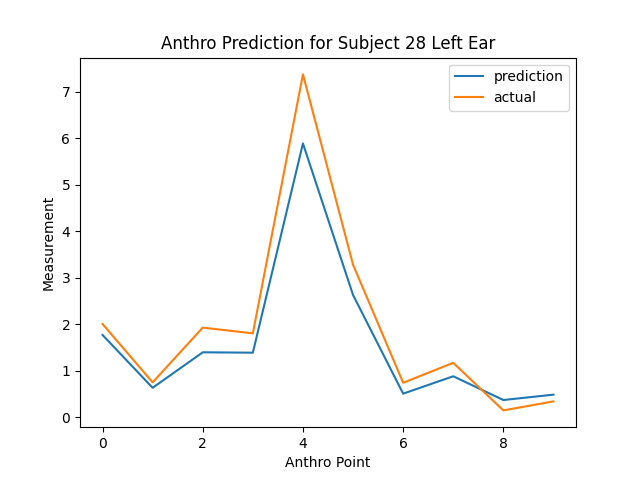 Anthro Prediction for Subject 28 Left Ear
prediction
actual
Measurement
7
6
5
4
3
2
1
0
0 2 4 6 8
Anthro Point